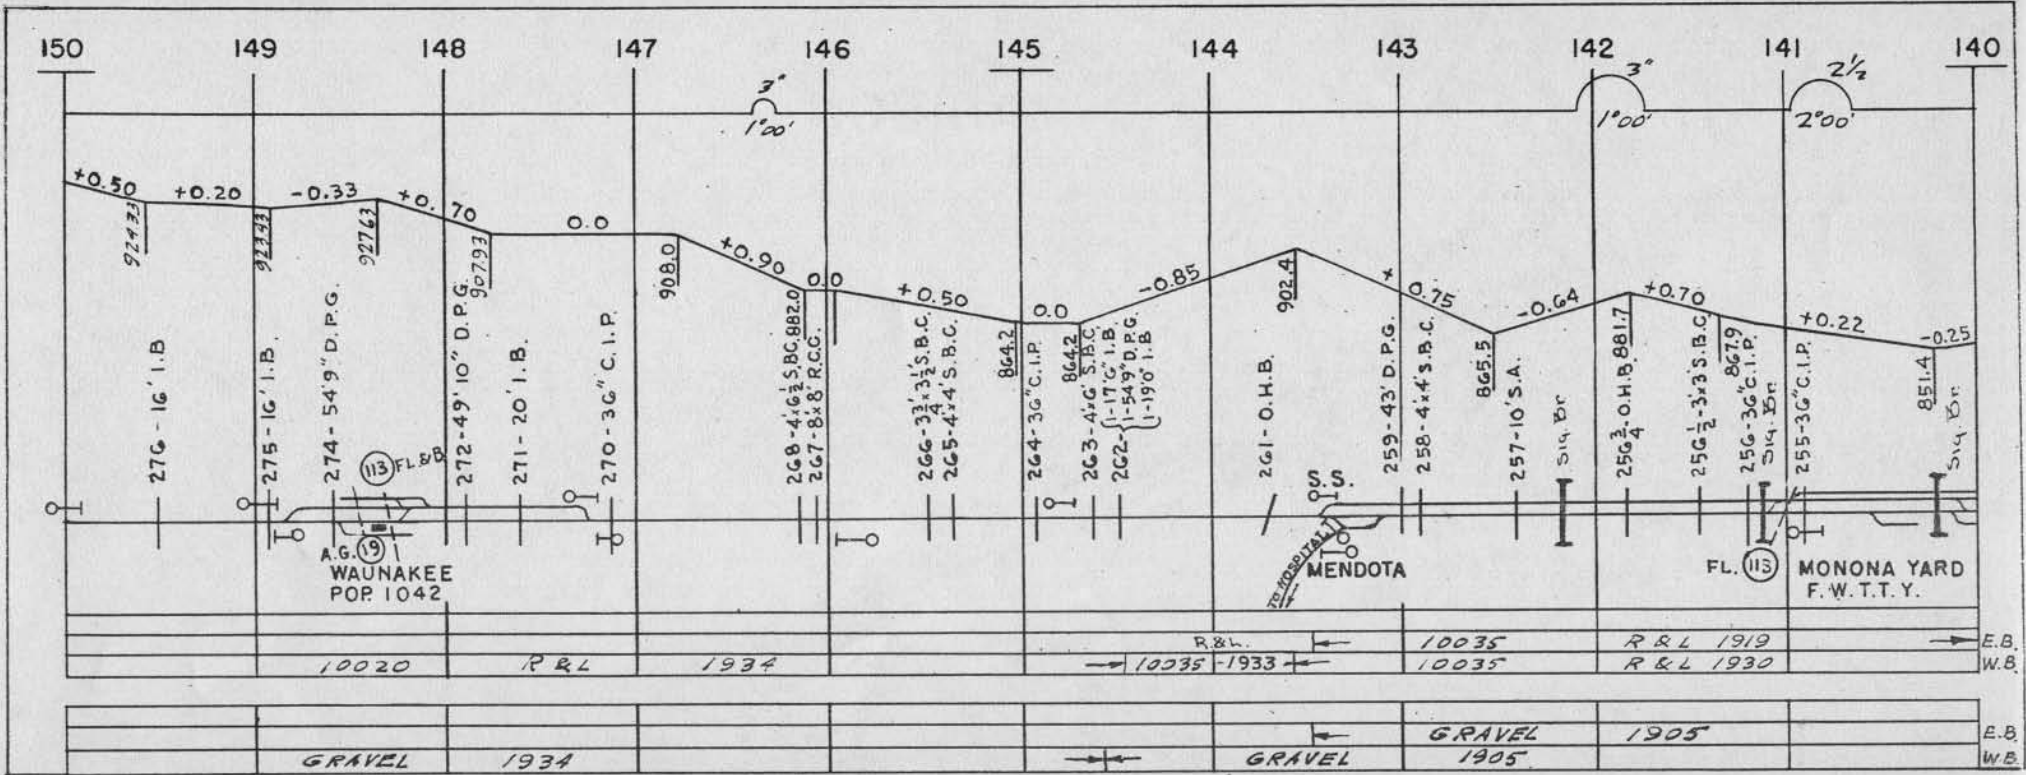 150 149 148 147 146 145 144 143 142 141 140
3" 3" 2½
1°00' 1°00' 2°00'
+0.50 +0.20 -0.33 +0.70 0.0 +0.90 0.0 +0.50 0.0 -0.85 + 0.75 -0.64 +0.70 +0.22 -0.25
924.33 923.43 927.63 907.93 908.0 882.0 864.2 864.2 902.4 865.5 881.7 867.9 851.4
276-16' I.B.
275-16' I.B.
274-54'9" D.P.G.
272-49'10" D.P.G.
271-20' I.B.
270-36" C.I.P.
268-4'x6½' S.B.C.
267-8'x8' R.C.C.
266-3¾'x3½' S.B.C.
265-4'x4' S.B.C.
264-36" C.I.P.
263-4'x6' S.B.C.
262-
1-17'6" I.B.
1-54'9" D.P.G.
1-19'0" I.B.
261-O.H.B.
259-43' D.P.G.
258-4'x4' S.B.C.
257-10' S.A.
Sig. Br.
256¾-O.H.B.
256½-3'x3' S.B.C.
256-36" C.I.P.
Sig. Br.
255-36" C.I.P.
Sig. Br.
113 FL.&B.
A.G. 19
WAUNAKEE
POP. 1042
S.S.
TO HOSPITAL
MENDOTA
FL. 113
MONONA YARD
F.W.T.T.Y.
R.&L. 10035 R & L 1919 E.B.
10020 R & L 1934 10035-1933 10035 R & L 1930 W.B.
GRAVEL 1905 E.B.
GRAVEL 1934 GRAVEL 1905 W.B.